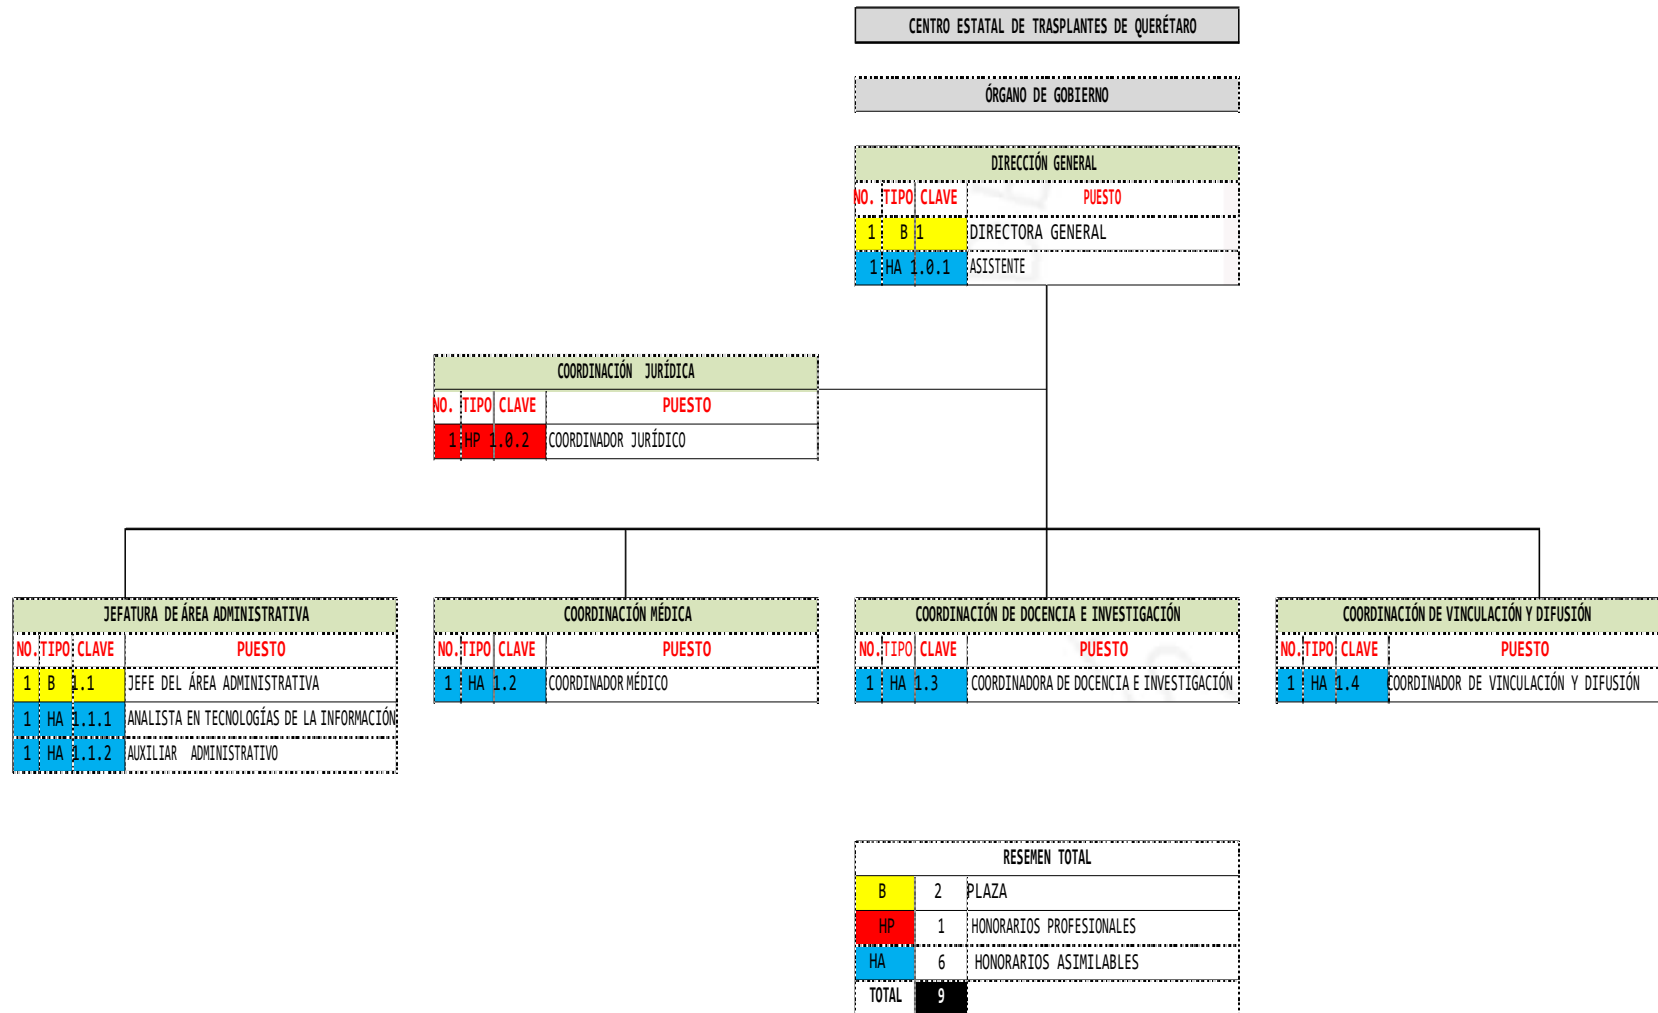 CENTRO ESTATAL DE TRASPLANTES DE QUERÉTARO
ÓRGANO DE GOBIERNO
DIRECCIÓN GENERAL
NO. TIPO CLAVE PUESTO
1 B 1 DIRECTORA GENERAL
1 HA 1.0.1 ASISTENTE
COORDINACIÓN JURÍDICA
NO. TIPO CLAVE PUESTO
1 HP 1.0.2 COORDINADOR JURÍDICO
JEFATURA DE ÁREA ADMINISTRATIVA
NO. TIPO CLAVE PUESTO
1 B 1.1 JEFE DEL ÁREA ADMINISTRATIVA
1 HA 1.1.1 ANALISTA EN TECNOLOGÍAS DE LA INFORMACIÓN
1 HA 1.1.2 AUXILIAR ADMINISTRATIVO
COORDINACIÓN MÉDICA
NO. TIPO CLAVE PUESTO
1 HA 1.2 COORDINADOR MÉDICO
COORDINACIÓN DE DOCENCIA E INVESTIGACIÓN
NO. TIPO CLAVE PUESTO
1 HA 1.3 COORDINADORA DE DOCENCIA E INVESTIGACIÓN
COORDINACIÓN DE VINCULACIÓN Y DIFUSIÓN
NO. TIPO CLAVE PUESTO
1 HA 1.4 COORDINADOR DE VINCULACIÓN Y DIFUSIÓN
RESEMEN TOTAL
B 2 PLAZA
HP 1 HONORARIOS PROFESIONALES
HA 6 HONORARIOS ASIMILABLES
TOTAL 9